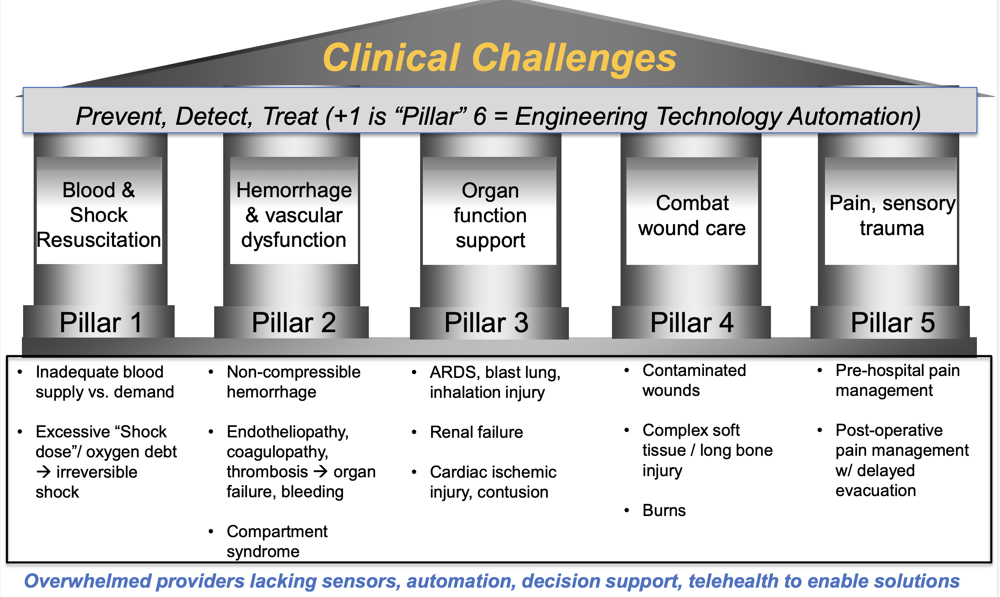 Clinical Challenges
Prevent, Detect, Treat (+1 is “Pillar” 6 = Engineering Technology Automation)
Blood &
Shock
Resuscitation
Hemorrhage
& vascular
dysfunction
Organ
function
support
Combat
wound care
Pain, sensory
trauma
Pillar 1
Pillar 2
Pillar 3
Pillar 4
Pillar 5
• Inadequate blood
supply vs. demand
• Excessive “Shock
dose”/ oxygen debt
→ irreversible
shock
• Non-compressible
hemorrhage
• Endotheliopathy,
coagulopathy,
thrombosis → organ
failure, bleeding
• Compartment
syndrome
• ARDS, blast lung,
inhalation injury
• Renal failure
• Cardiac ischemic
injury, contusion
• Contaminated
wounds
• Complex soft
tissue / long bone
injury
• Burns
• Pre-hospital pain
management
• Post-operative
pain management
w/ delayed
evacuation
Overwhelmed providers lacking sensors, automation, decision support, telehealth to enable solutions